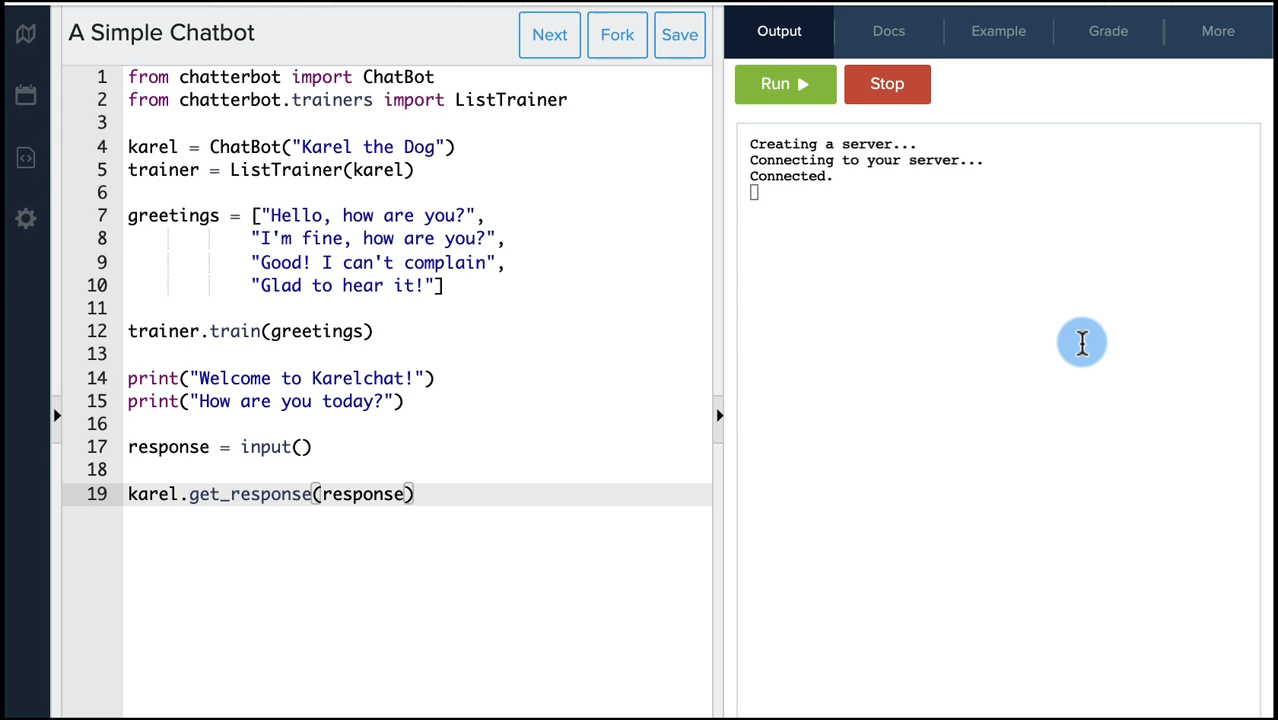 A Simple Chatbot
Next
Fork
Save
1 from chatterbot import ChatBot
2 from chatterbot.trainers import ListTrainer
3
4 karel = ChatBot("Karel the Dog")
5 trainer = ListTrainer(karel)
6
7 greetings = ["Hello, how are you?",
8 "I'm fine, how are you?",
9 "Good! I can't complain",
10 "Glad to hear it!"]
11
12 trainer.train(greetings)
13
14 print("Welcome to Karelchat!")
15 print("How are you today?")
16
17 response = input()
18
19 karel.get_response(response)
Output
Docs
Example
Grade
More
Run
Stop
Creating a server...
Connecting to your server...
Connected.